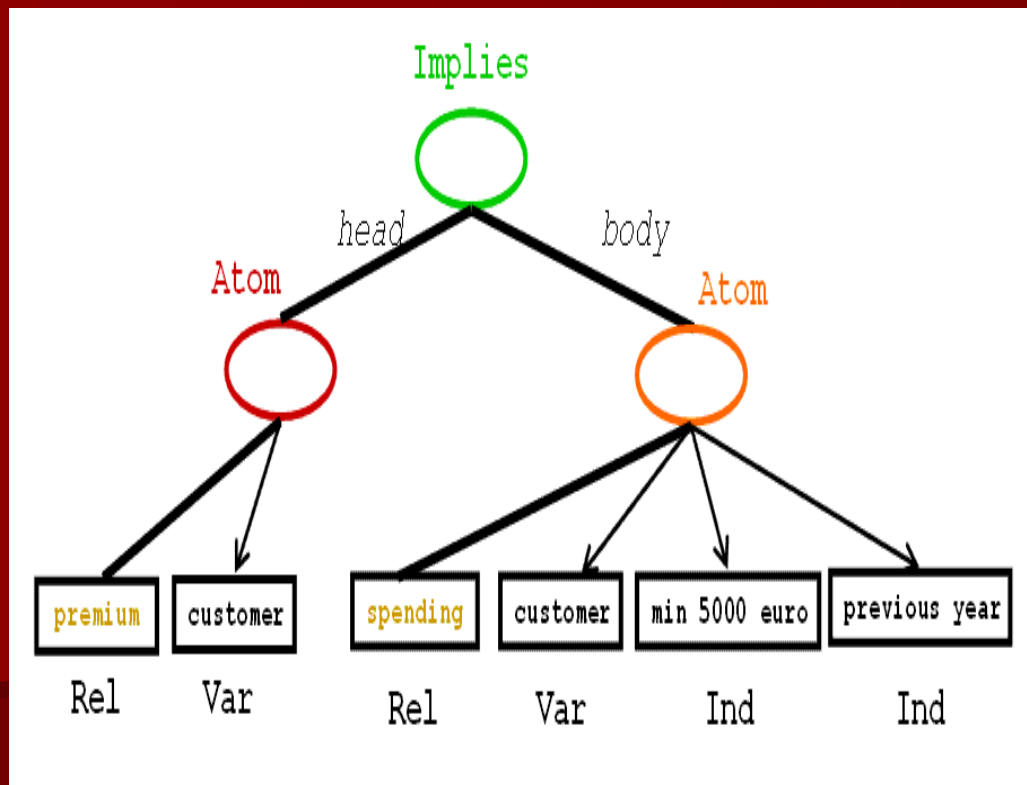 Implies
head
body
Atom
Atom
premium
customer
spending
customer
min 5000 euro
previous year
Rel
Var
Rel
Var
Ind
Ind